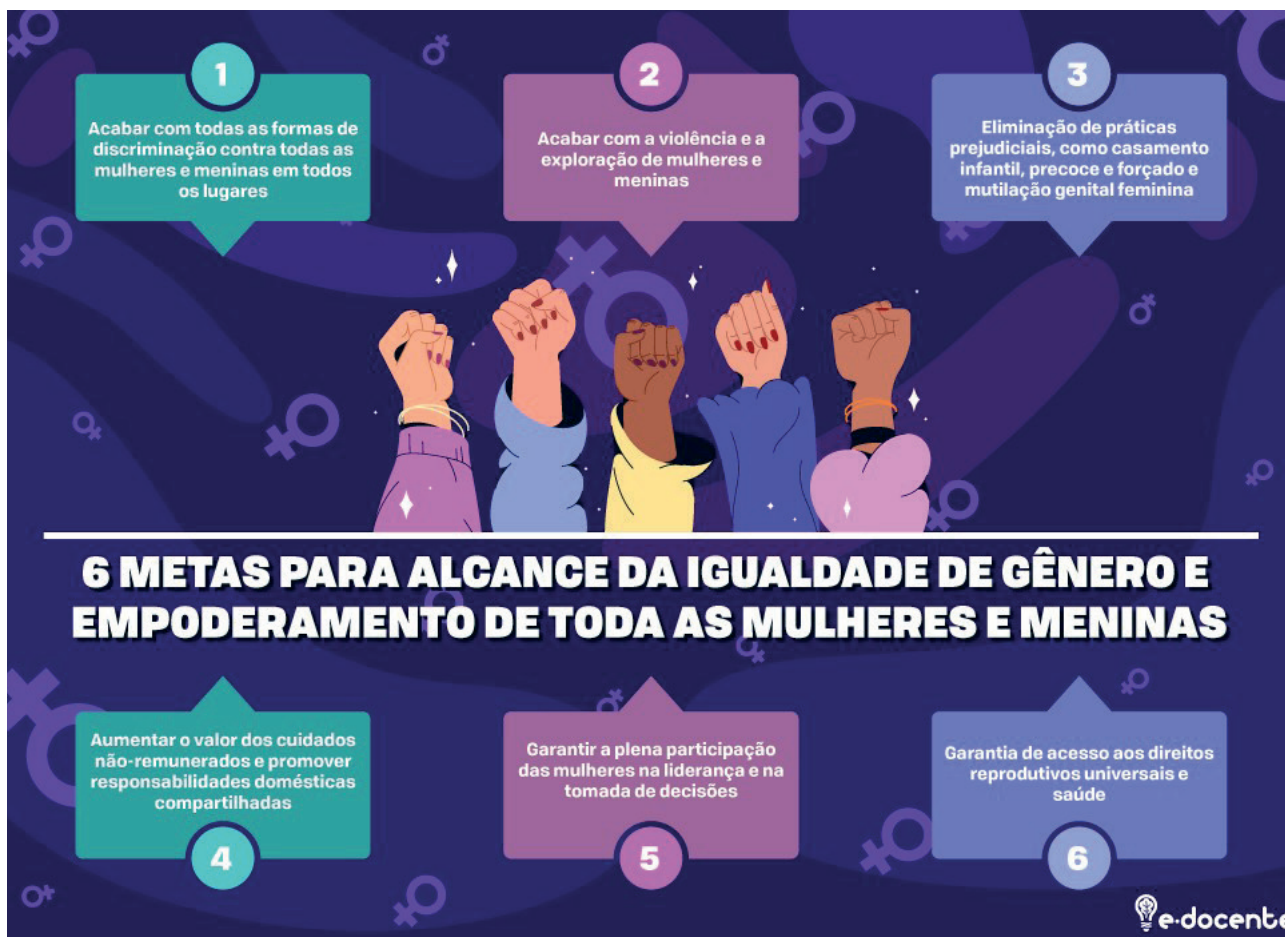 1
Acabar com todas as formas de
discriminação contra todas as
mulheres e meninas em todos
os lugares
2
Acabar com a violência e a
exploração de mulheres e
meninas
3
Eliminação de práticas
prejudiciais, como casamento
infantil, precoce e forçado e
mutilação genital feminina
6 METAS PARA ALCANCE DA IGUALDADE DE GÊNERO E
EMPODERAMENTO DE TODA AS MULHERES E MENINAS
Aumentar o valor dos cuidados
não-remunerados e promover
responsabilidades domésticas
compartilhadas
4
Garantir a plena participação
das mulheres na liderança e na
tomada de decisões
5
Garantia de acesso aos direitos
reprodutivos universais e
saúde
6
e-docente